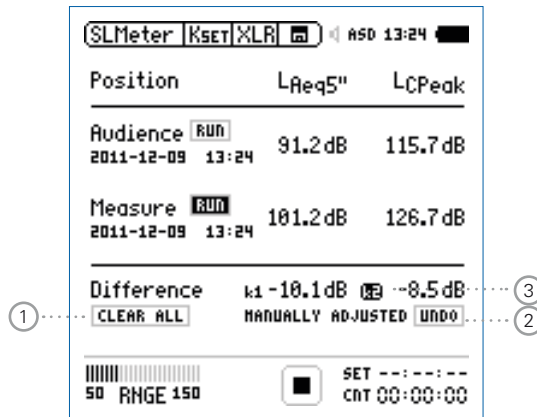 SLMeter KSET XLR ASD 13:24
Position LAeq5" LCPeak
Audience RUN 91.2dB 115.7dB
2011-12-09 13:24
Measure RUN 101.2dB 126.7dB
2011-12-09 13:24
Difference k1 -10.1dB k2 -8.5dB 3
1 CLEAR ALL MANUALLY ADJUSTED UNDO 2
SET --:--:--
50 RNGE 150 CNT 00:00:00